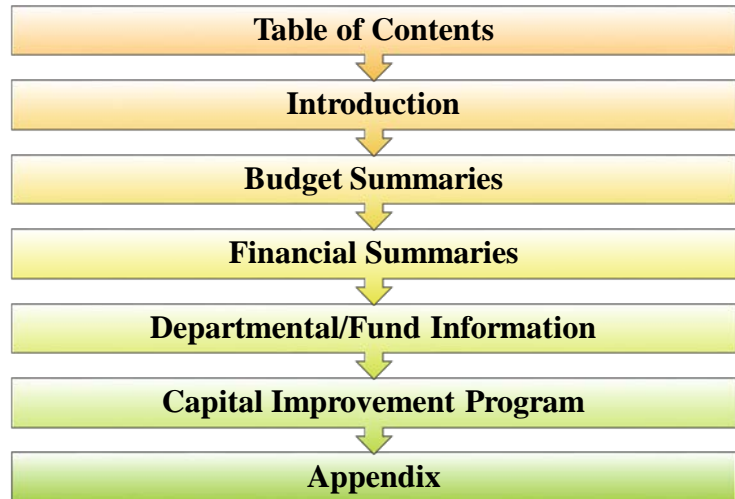 Table of Contents
Introduction
Budget Summaries
Financial Summaries
Departmental/Fund Information
Capital Improvement Program
Appendix